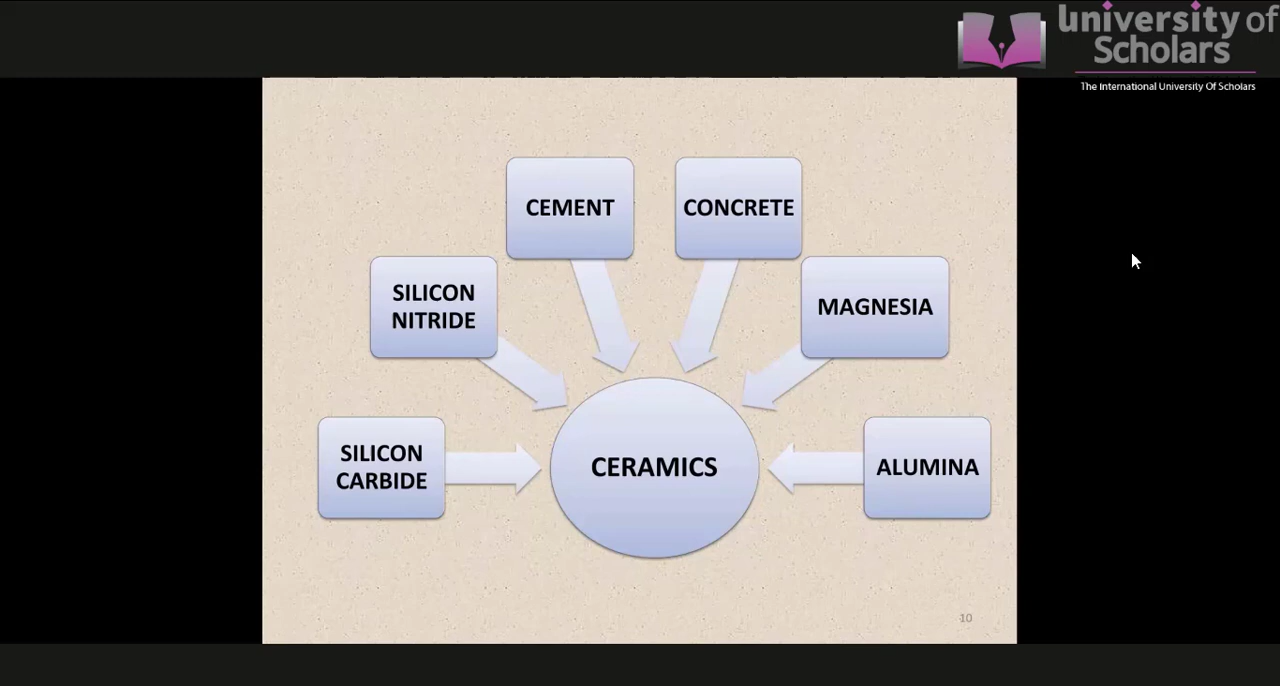 university of
Scholars
The International University Of Scholars
CEMENT
CONCRETE
SILICON
NITRIDE
MAGNESIA
SILICON
CARBIDE
CERAMICS
ALUMINA
10